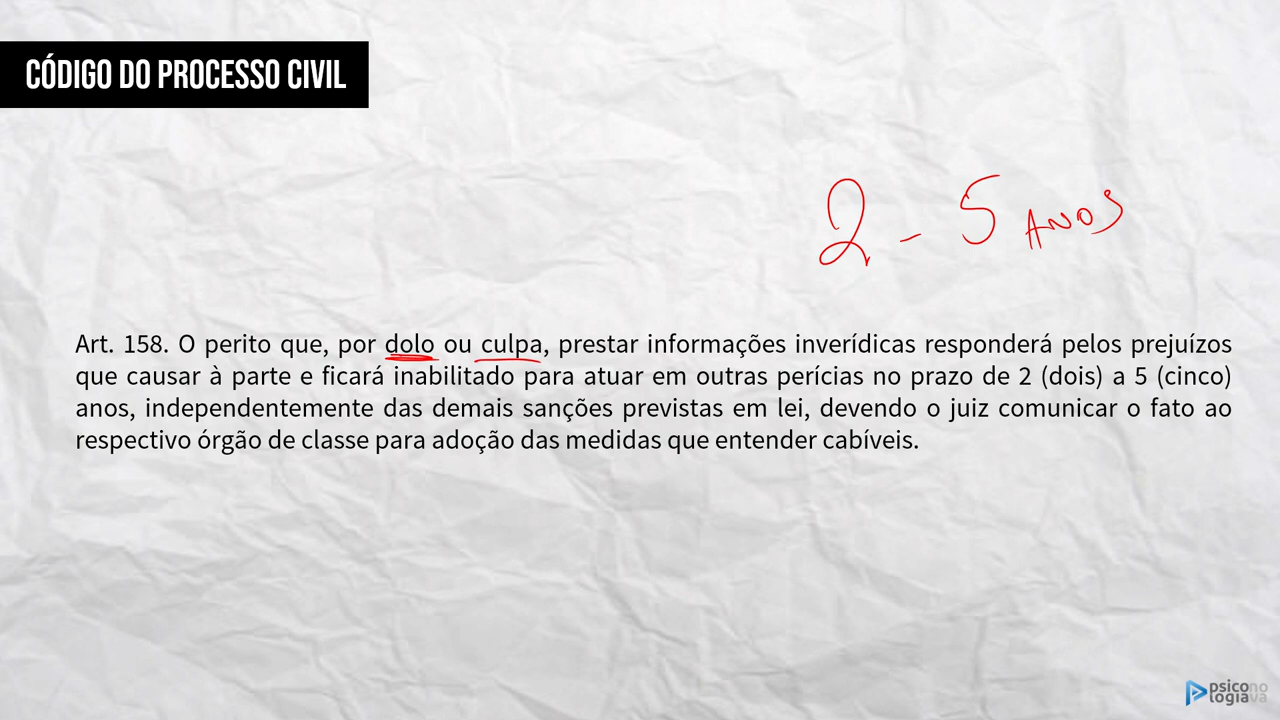 CÓDIGO DO PROCESSO CIVIL
2 - 5 ANOS
Art. 158. O perito que, por dolo ou culpa, prestar informações inverídicas responderá pelos prejuízos
que causar à parte e ficará inabilitado para atuar em outras perícias no prazo de 2 (dois) a 5 (cinco)
anos, independentemente das demais sanções previstas em lei, devendo o juiz comunicar o fato ao
respectivo órgão de classe para adoção das medidas que entender cabíveis.
psicono
logiava